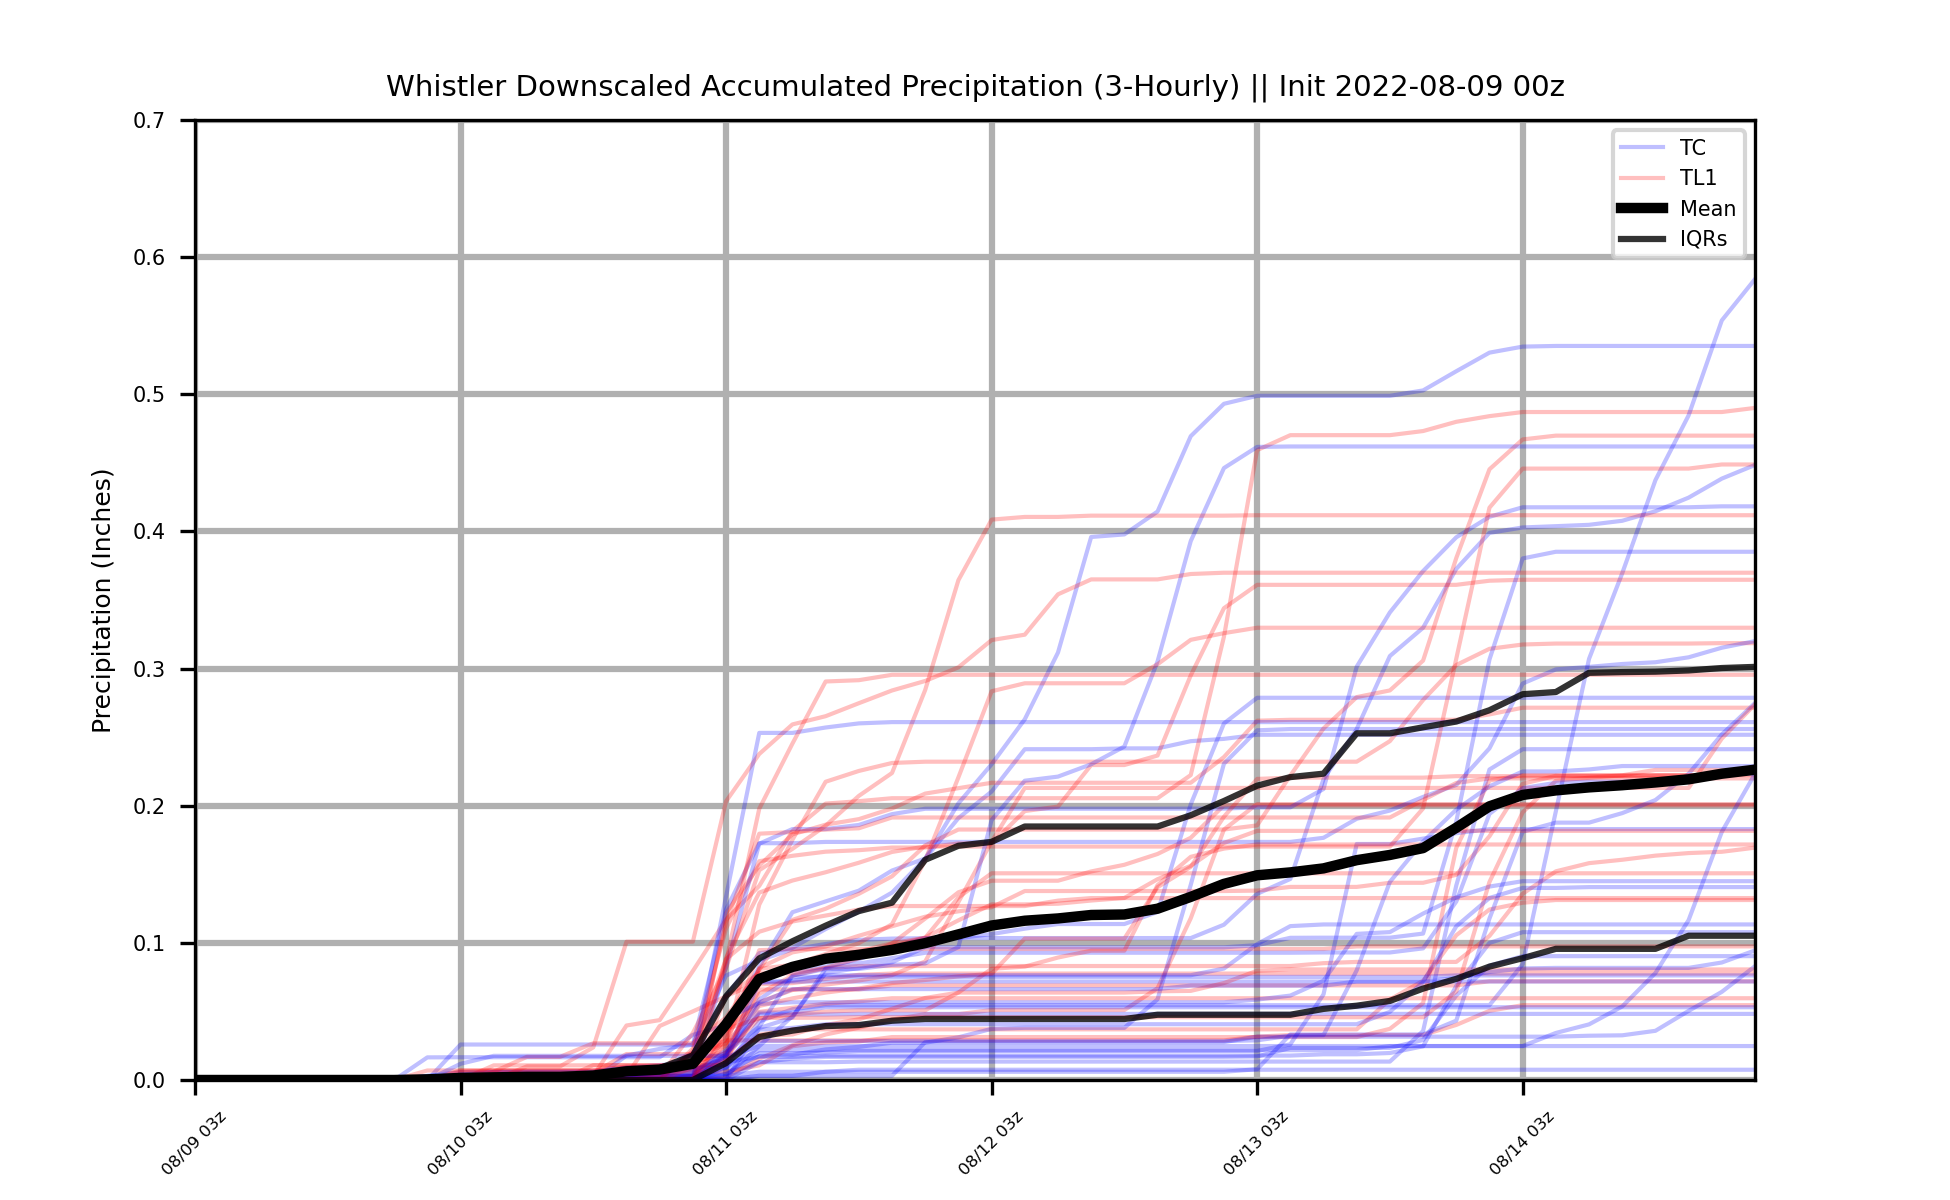 Whistler Downscaled Accumulated Precipitation (3-Hourly) || Init 2022-08-09 00z
Precipitation (Inches)
0.7
0.6
0.5
0.4
0.3
0.2
0.1
0.0
TC
TL1
Mean
IQRs
08/09 03z
08/10 03z
08/11 03z
08/12 03z
08/13 03z
08/14 03z